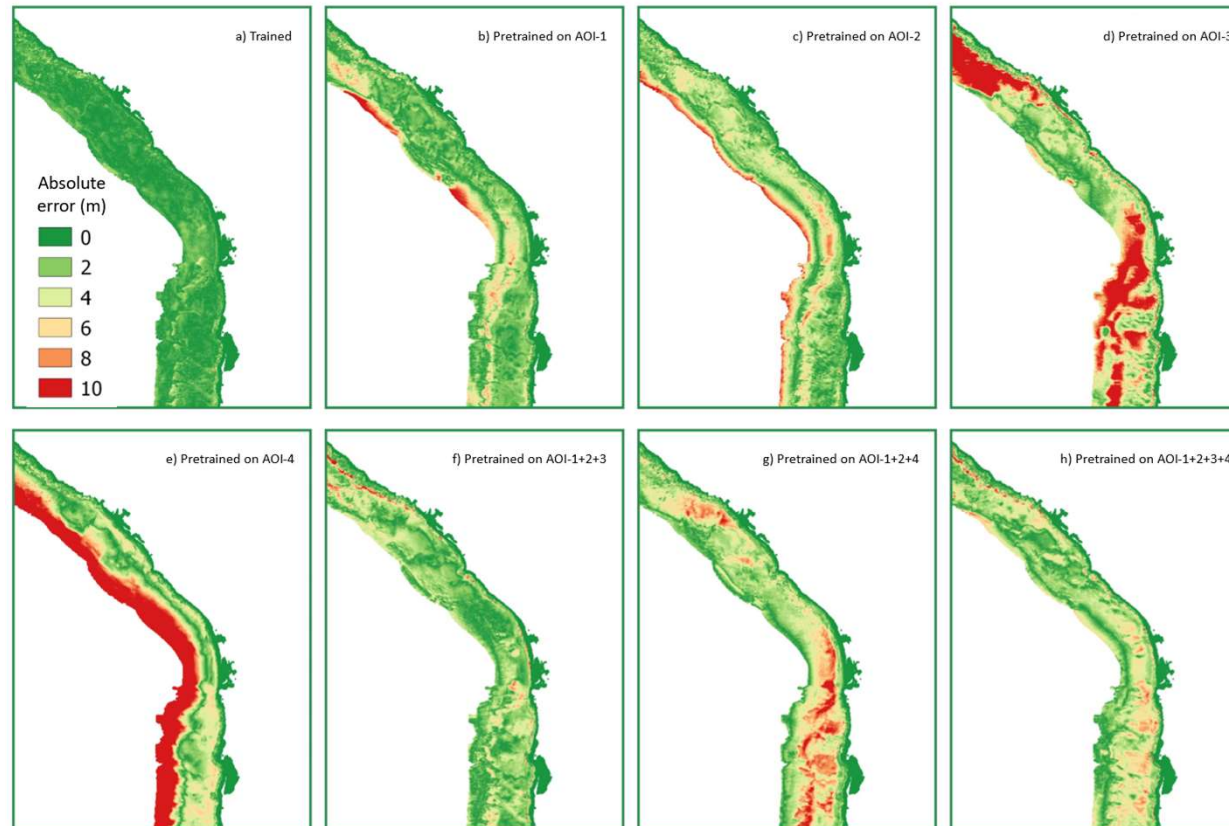 a) Trained
b) Pretrained on AOI-1
c) Pretrained on AOI-2
d) Pretrained on AOI-3
Absolute
error (m)
0
2
4
6
8
10
e) Pretrained on AOI-4
f) Pretrained on AOI-1+2+3
g) Pretrained on AOI-1+2+4
h) Pretrained on AOI-1+2+3+4